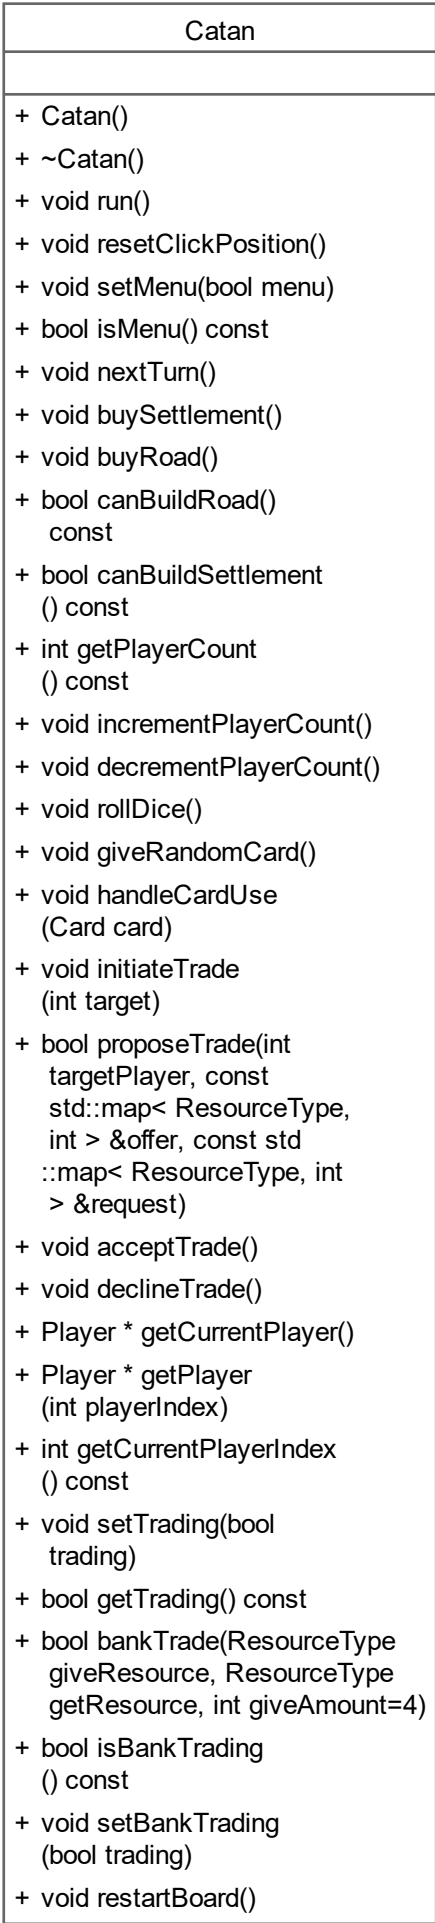 Catan
+ Catan()
+ ~Catan()
+ void run()
+ void resetClickPosition()
+ void setMenu(bool menu)
+ bool isMenu() const
+ void nextTurn()
+ void buySettlement()
+ void buyRoad()
+ bool canBuildRoad()
const
+ bool canBuildSettlement
() const
+ int getPlayerCount
() const
+ void incrementPlayerCount()
+ void decrementPlayerCount()
+ void rollDice()
+ void giveRandomCard()
+ void handleCardUse
(Card card)
+ void initiateTrade
(int target)
+ bool proposeTrade(int
targetPlayer, const
std::map< ResourceType,
int > &offer, const std
::map< ResourceType, int
> &request)
+ void acceptTrade()
+ void declineTrade()
+ Player * getCurrentPlayer()
+ Player * getPlayer
(int playerIndex)
+ int getCurrentPlayerIndex
() const
+ void setTrading(bool
trading)
+ bool getTrading() const
+ bool bankTrade(ResourceType
giveResource, ResourceType
getResource, int giveAmount=4)
+ bool isBankTrading
() const
+ void setBankTrading
(bool trading)
+ void restartBoard()